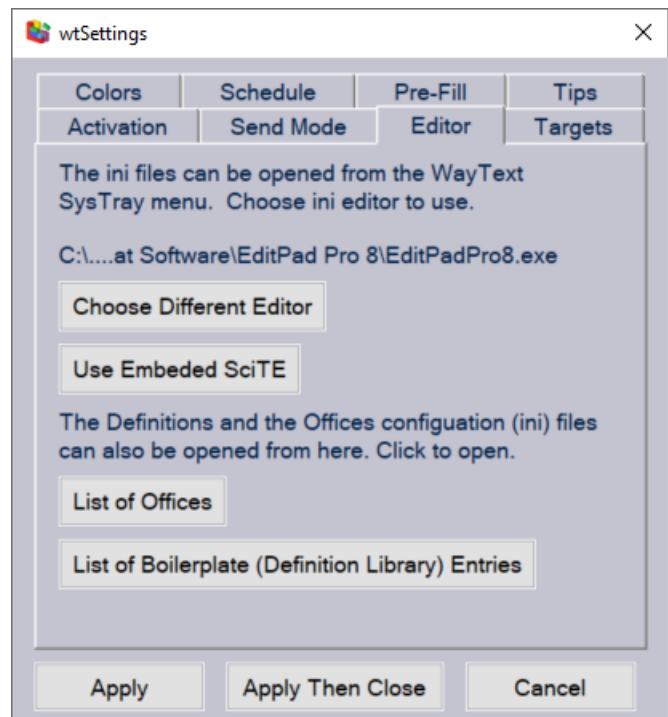 wtSettings
Colors Schedule Pre-Fill Tips
Activation Send Mode Editor Targets
The ini files can be opened from the WayText
SysTray menu.  Choose ini editor to use.
C:\....at Software\EditPad Pro 8\EditPadPro8.exe
Choose Different Editor
Use Embeded SciTE
The Definitions and the Offices configuation (ini) files
can also be opened from here. Click to open.
List of Offices
List of Boilerplate (Definition Library) Entries
Apply Apply Then Close Cancel